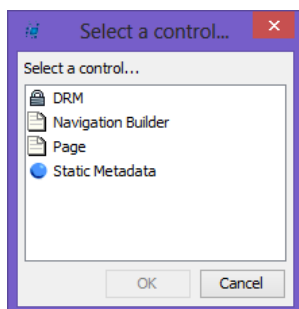 Select a control...
Select a control...
DRM
Navigation Builder
Page
Static Metadata
OK
Cancel